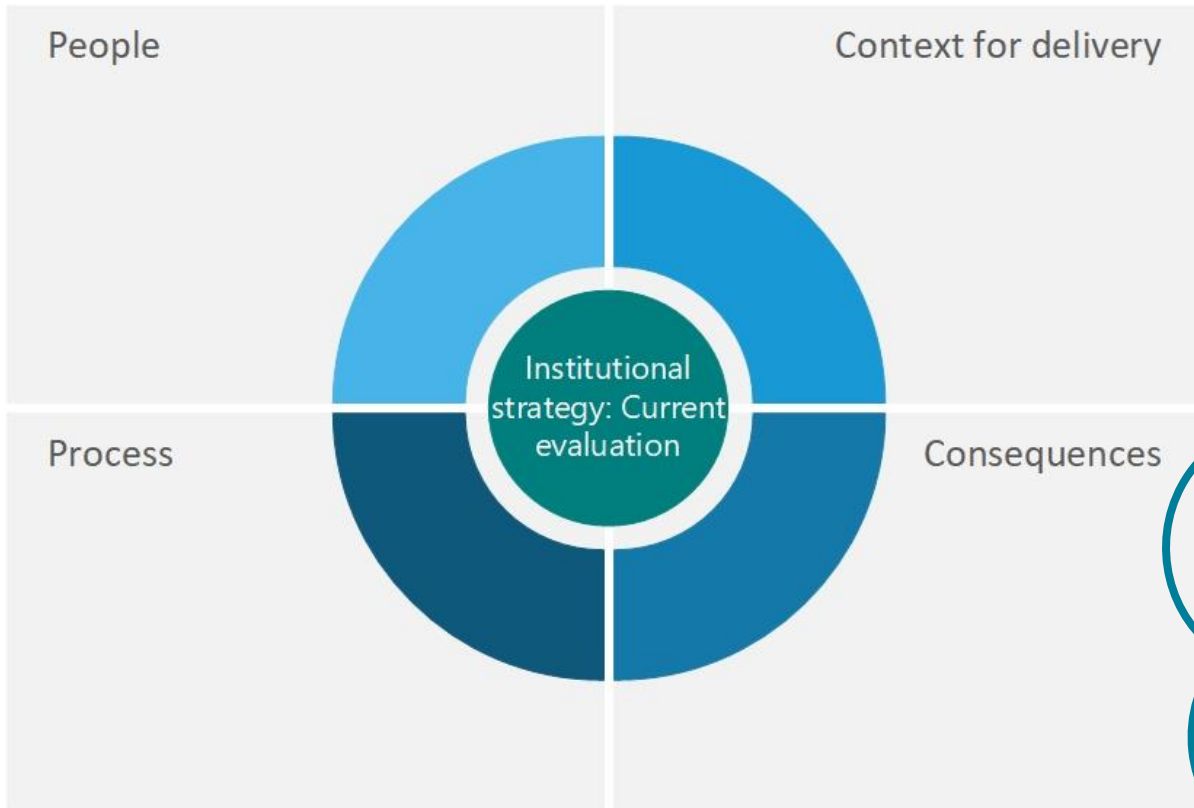 People
Context for delivery
Institutional
strategy: Current
evaluation
Process
Consequences